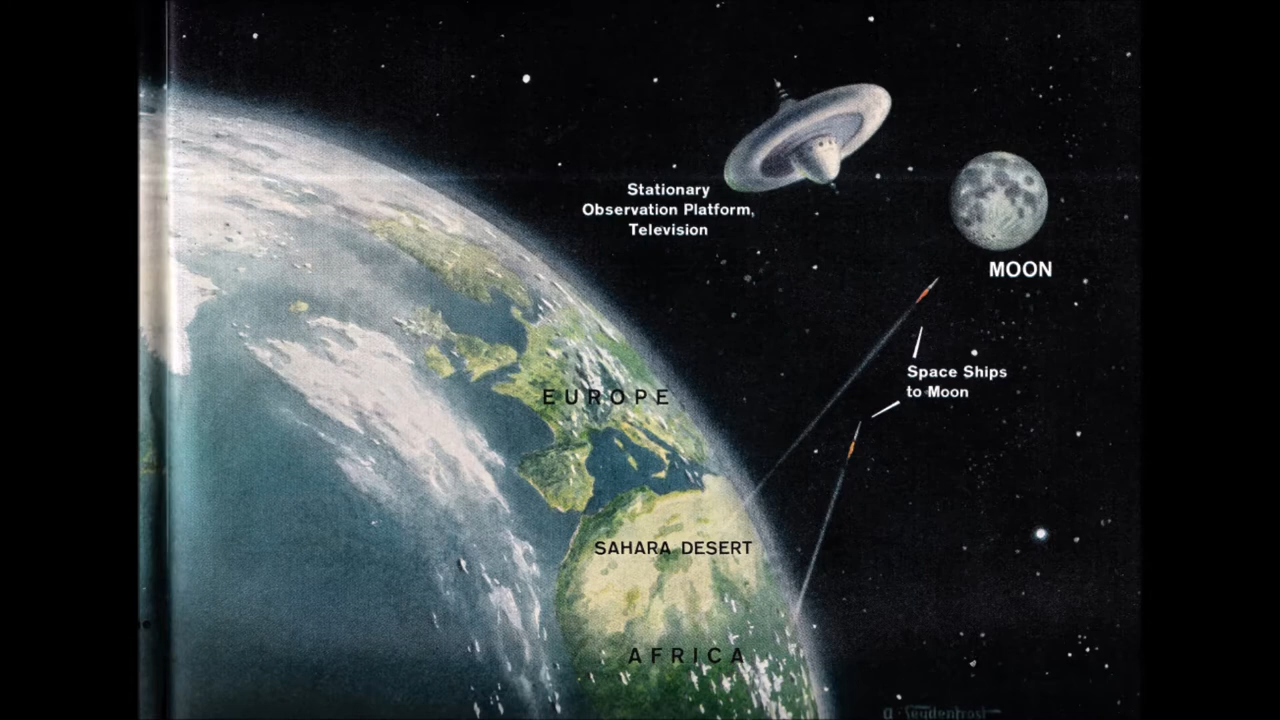 Stationary
Observation Platform,
Television
MOON
Space Ships
to Moon
EUROPE
SAHARA DESERT
AFRICA